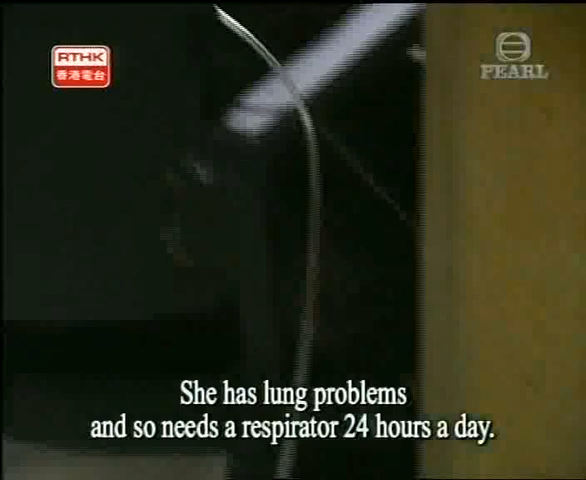 RTHK
香港電台
PEARL
She has lung problems
and so needs a respirator 24 hours a day.